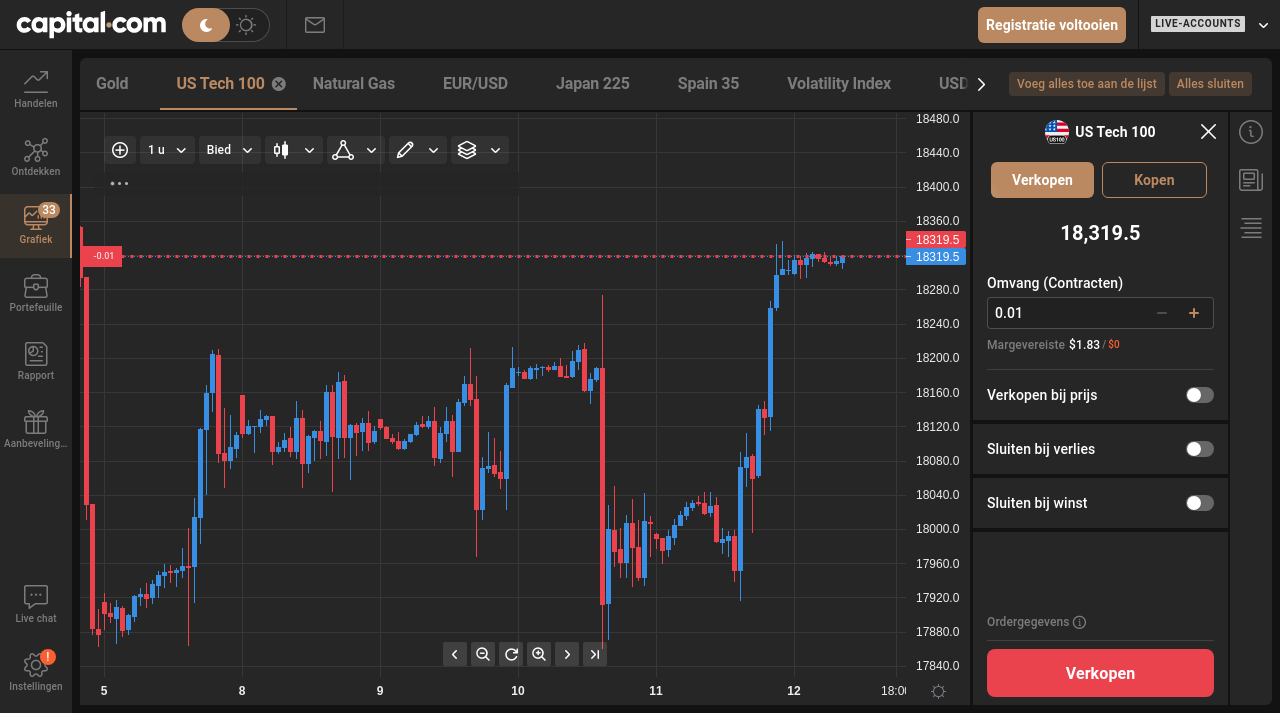 capital.com
Registratie voltooien
LIVE-ACCOUNTS
Handelen
Ontdekken
33
Grafiek
Portefeuille
Rapport
Aanbeveling...
Live chat
!
Instellingen
Gold
US Tech 100
Natural Gas
EUR/USD
Japan 225
Spain 35
Volatility Index
USD
Voeg alles toe aan de lijst
Alles sluiten
1 u
Bied
-0.01
18480.0
18440.0
18400.0
18360.0
18319.5
18319.5
18280.0
18240.0
18200.0
18160.0
18120.0
18080.0
18040.0
18000.0
17960.0
17920.0
17880.0
17840.0
5
8
9
10
11
12
18:00
US100
US Tech 100
Verkopen
Kopen
18,319.5
Omvang (Contracten)
0.01
Margevereiste $1.83 / $0
Verkopen bij prijs
Sluiten bij verlies
Sluiten bij winst
Ordergegevens
Verkopen